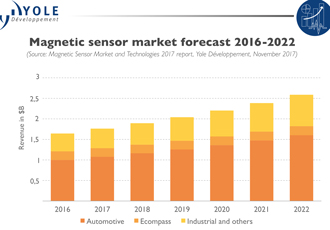 YOLE
Développement
Magnetic sensor market forecast 2016-2022
(Source: Magnetic Sensor Market and Technologies 2017 report, Yole Développement, November 2017)
Revenue in $B
3
2,5
2
1,5
1
0,5
2016 2017 2018 2019 2020 2021 2022
Automotive Ecompass Industrial and others